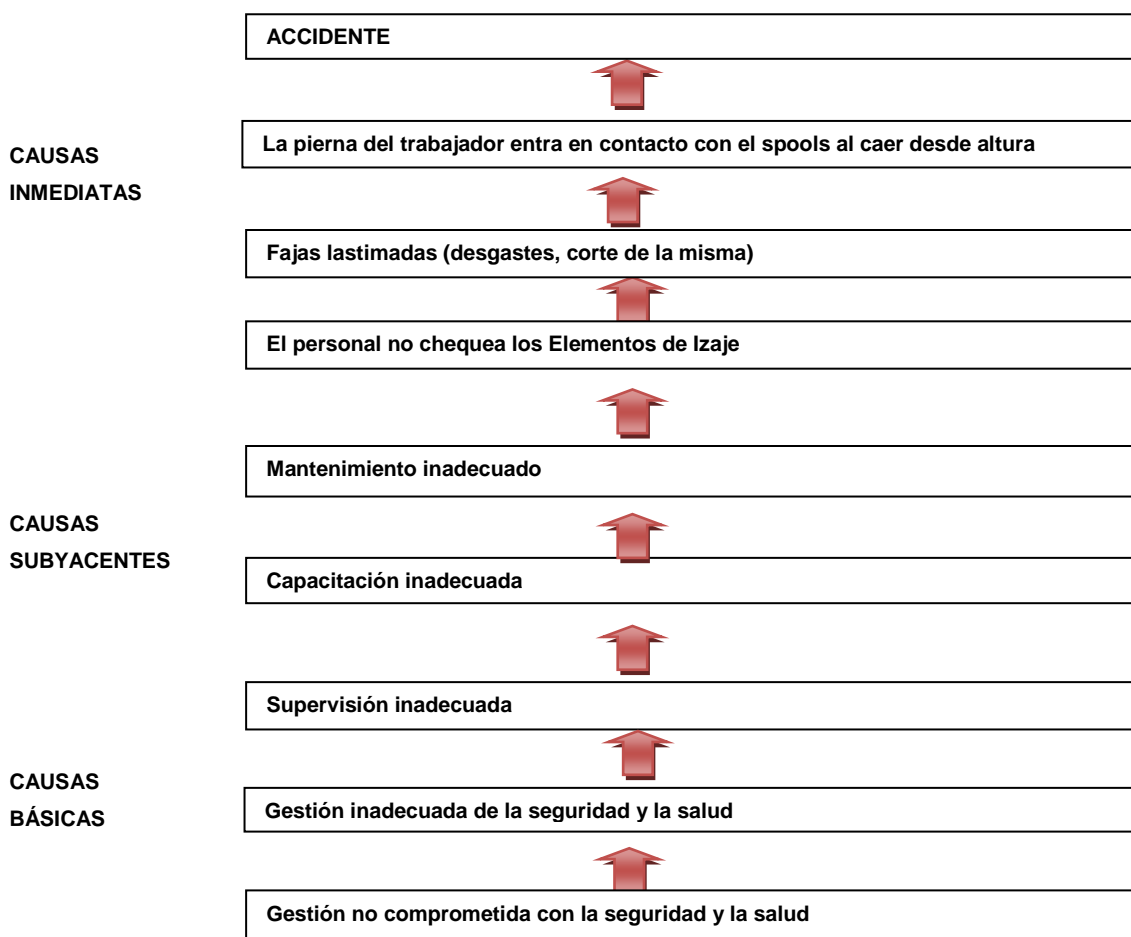 ACCIDENTE
CAUSAS
INMEDIATAS
La pierna del trabajador entra en contacto con el spools al caer desde altura
Fajas lastimadas (desgastes, corte de la misma)
El personal no chequea los Elementos de Izaje
Mantenimiento inadecuado
CAUSAS
SUBYACENTES
Capacitación inadecuada
Supervisión inadecuada
CAUSAS
BÁSICAS
Gestión inadecuada de la seguridad y la salud
Gestión no comprometida con la seguridad y la salud